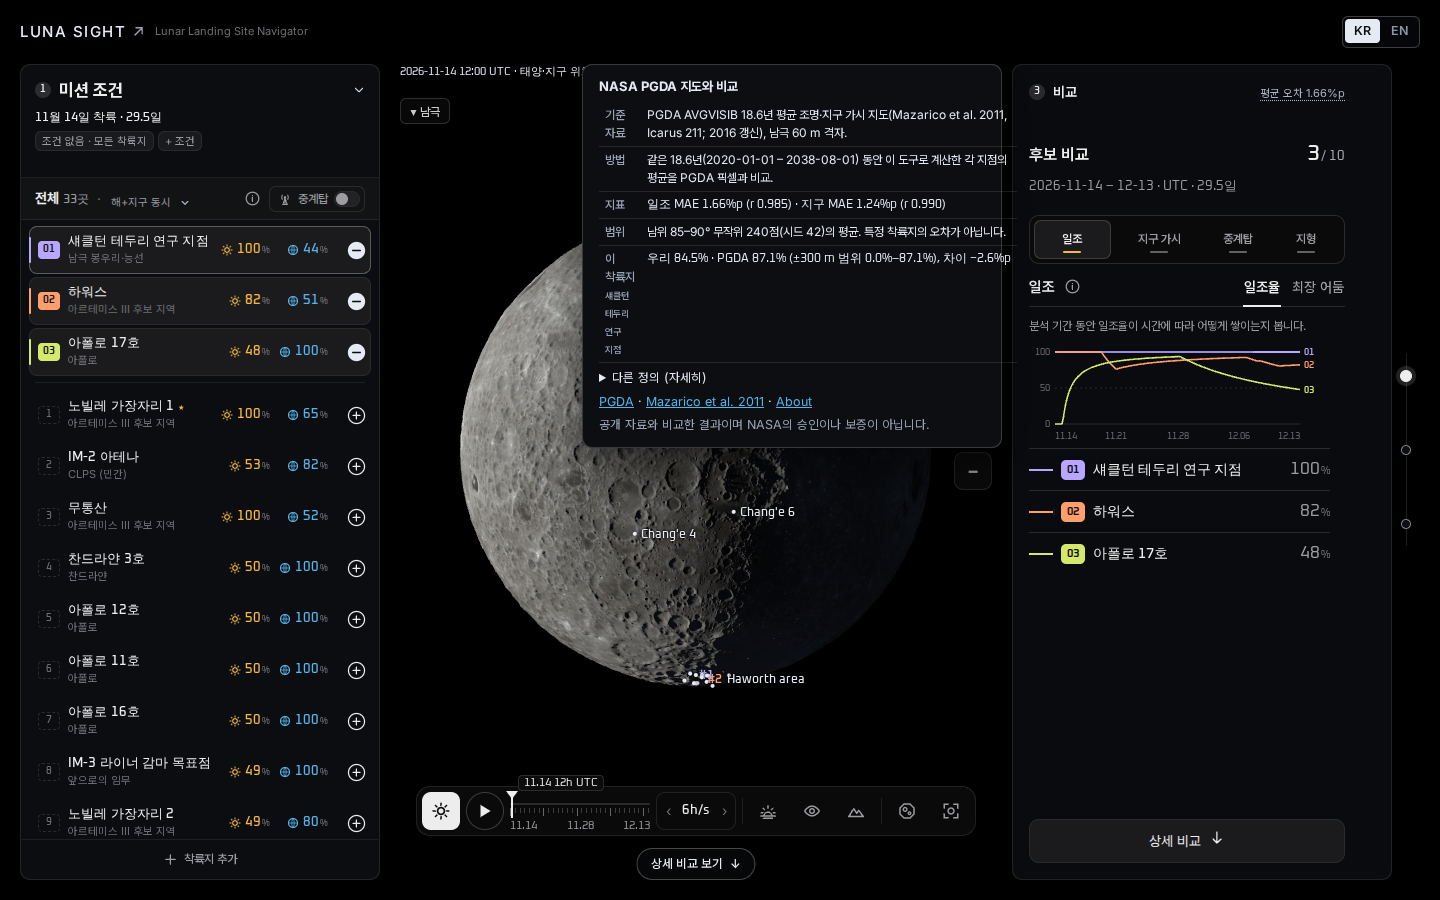 LUNA SIGHT ↗ Lunar Landing Site Navigator
KR EN
1 미션 조건
11월 14일 착륙 · 29.5일
조건 없음 · 모든 착륙지 + 조건
전체 33곳 · 해+지구 동시 중계탑
01 섀클턴 테두리 연구 지점 100% 44%
남극 봉우리·능선
02 하워스 82% 51%
아르테미스 III 후보 지역
03 아폴로 17호 48% 100%
아폴로
1 노빌레 가장자리 1 ★ 100% 65%
아르테미스 III 후보 지역
2 IM-2 아테나 53% 82%
CLPS (민간)
3 무통산 100% 52%
아르테미스 III 후보 지역
4 찬드라얀 3호 50% 100%
찬드라얀
5 아폴로 12호 50% 100%
아폴로
6 아폴로 11호 50% 100%
아폴로
7 아폴로 16호 50% 100%
아폴로
8 IM-3 라이너 감마 목표점 49% 100%
앞으로의 임무
9 노빌레 가장자리 2 49% 80%
아르테미스 III 후보 지역
+ 착륙지 추가
2026-11-14 12:00 UTC · 태양·지구
▾ 남극
NASA PGDA 지도와 비교
기준 자료
PGDA AVGVISIB 18.6년 평균 조명·지구 가시 지도(Mazarico et al. 2011,
Icarus 211; 2016 갱신), 남극 60 m 격자.
방법
같은 18.6년(2020-01-01 – 2038-08-01) 동안 이 도구로 계산한 각 지점의
평균을 PGDA 픽셀과 비교.
지표 일조 MAE 1.66%p (r 0.985) · 지구 MAE 1.24%p (r 0.990)
범위 남위 85–90° 무작위 240점(시드 42)의 평균. 특정 착륙지의 오차가 아닙니다.
이 착륙지
섀클턴
테두리
연구
지점
우리 84.5% · PGDA 87.1% (±300 m 범위 0.0%–87.1%), 차이 −2.6%p
▶ 다른 정의 (자세히)
PGDA · Mazarico et al. 2011 · About
공개 자료와 비교한 결과이며 NASA의 승인이나 보증이 아닙니다.
Chang'e 6
Chang'e 4
#2 Haworth area
11.14 12h UTC
11.14 11.28 12.13
‹ 6h/s ›
상세 비교 보기 ↓
3 비교 평균 오차 1.66%p
후보 비교 3 / 10
2026-11-14 – 12-13 · UTC · 29.5일
일조 지구 가시 중계탑 지형
일조 일조율 최장 어둠
분석 기간 동안 일조율이 시간에 따라 어떻게 쌓이는지 봅니다.
100
50
0
01
02
03
11.14 11.21 11.28 12.06 12.13
01 섀클턴 테두리 연구 지점 100%
02 하워스 82%
03 아폴로 17호 48%
상세 비교 ↓